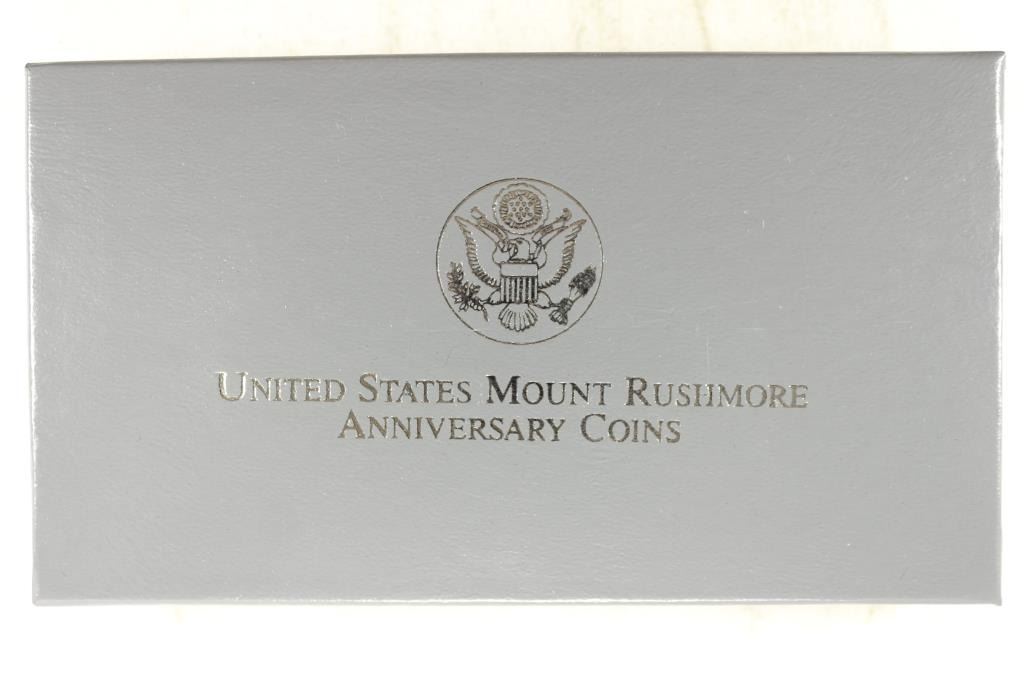 United States Mount Rushmore
Anniversary Coins